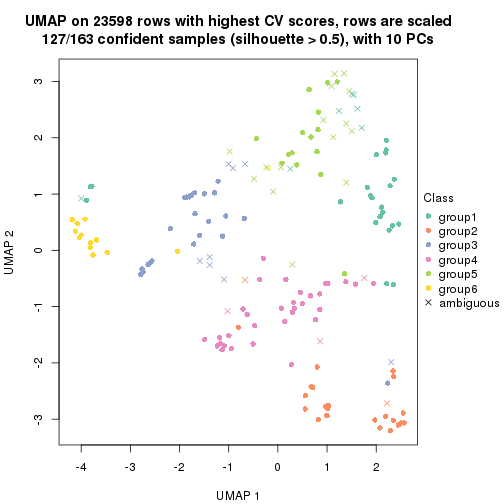 UMAP on 23598 rows with highest CV scores, rows are scaled
127/163 confident samples (silhouette > 0.5), with 10 PCs
3
2
1
0
-1
-2
-3
UMAP 2
-4
-3
-2
-1
0
1
2
UMAP 1
Class
group1
group2
group3
group4
group5
group6
ambiguous